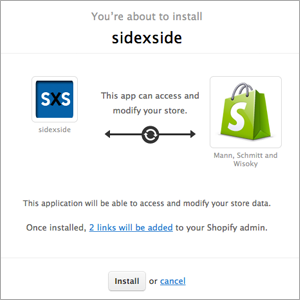 You're about to install
sidexside
SXS
This app can access and
modify your store.
S
sidexside
Mann, Schmitt and
Wisoky
This application will be able to access and modify your store data.
Once installed, 2 links will be added to your Shopify admin.
Install or cancel